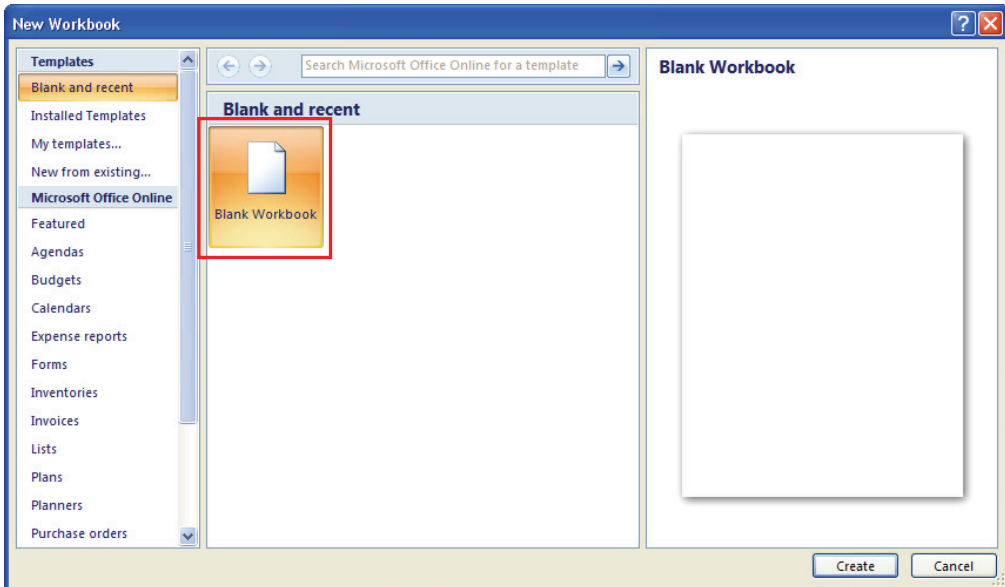 New Workbook
Templates
Blank and recent
Installed Templates
My templates...
New from existing...
Microsoft Office Online
Featured
Agendas
Budgets
Calendars
Expense reports
Forms
Inventories
Invoices
Lists
Plans
Planners
Purchase orders
Search Microsoft Office Online for a template
Blank and recent
Blank Workbook
Blank Workbook
Create
Cancel